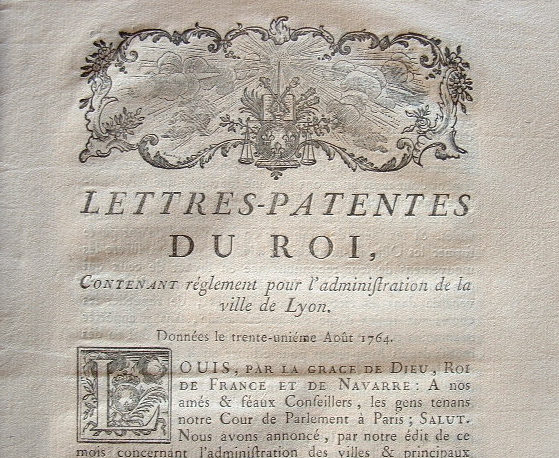 LETTRES-PATENTES
DU ROI,
CONTENANT réglement pour l'administration de la
ville de Lyon.
Données le trente-uniéme Août 1764.
LOUIS, PAR LA GRACE DE DIEU, ROI
DE FRANCE ET DE NAVARRE: A nos
amés & féaux Conseillers, les gens tenans
notre Cour de Parlement à Paris; SALUT.
Nous avons annoncé, par notre édit de ce
mois concernant l'administration des villes & principaux